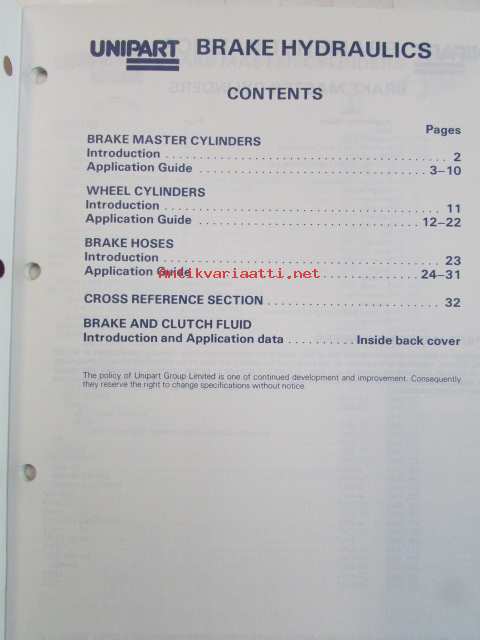 UNIPART BRAKE HYDRAULICS
CONTENTS
Pages
BRAKE MASTER CYLINDERS
Introduction . . . . . . . . . . . . . . . . . . . . . . . . . . . . . . . . . . . . . . . . 2
Application Guide . . . . . . . . . . . . . . . . . . . . . . . . . . . . . . . . 3–10
WHEEL CYLINDERS
Introduction . . . . . . . . . . . . . . . . . . . . . . . . . . . . . . . . . . . . . . . . 11
Application Guide . . . . . . . . . . . . . . . . . . . . . . . . . . . . . . . . 12–22
BRAKE HOSES
Introduction . . . . . . . . . . . . . . . . . . . . . . . . . . . . . . . . . . . . . . . . 23
Application Guide . . . . . . . . . . . . . . . . . . . . . . . . . . . . . . . . 24–31
antikvariaatti.net
CROSS REFERENCE SECTION . . . . . . . . . . . . . . . . . . . . . . . . 32
BRAKE AND CLUTCH FLUID
Introduction and Application data . . . . . . . . . . Inside back cover
The policy of Unipart Group Limited is one of continued development and improvement. Consequently
they reserve the right to change specifications without notice.